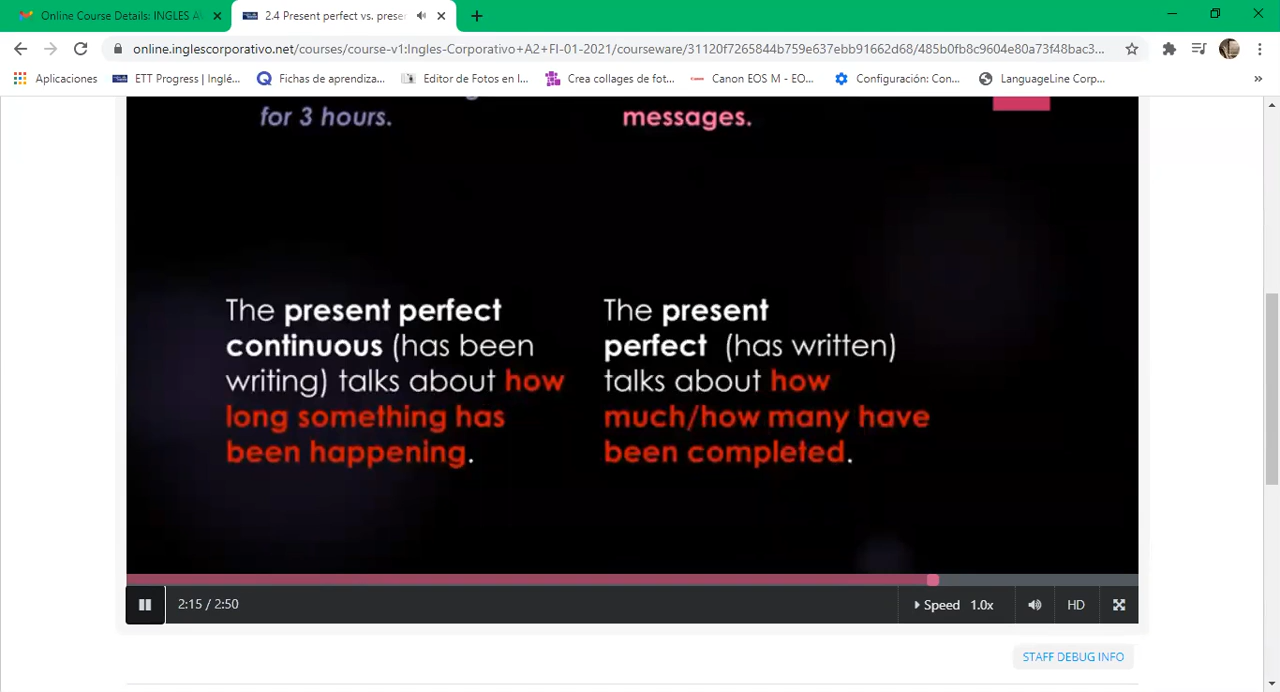 Online Course Details: INGLES A
2.4 Present perfect vs. prese
online.inglescorporativo.net/courses/course-v1:Ingles-Corporativo+A2+FI-01-2021/courseware/31120f7265844b759e637ebb91662d68/485b0fb8c9604e80a73f48bac3...
Aplicaciones
ETT Progress | Inglé...
Fichas de aprendiza...
Editor de Fotos en l...
Crea collages de fot...
Canon EOS M - EO...
Configuración: Con...
LanguageLine Corp...
»
for 3 hours.
messages.
The present perfect
continuous (has been
writing) talks about how
long something has
been happening.
The present
perfect (has written)
talks about how
much/how many have
been completed.
2:15 / 2:50
Speed 1.0x
HD
STAFF DEBUG INFO